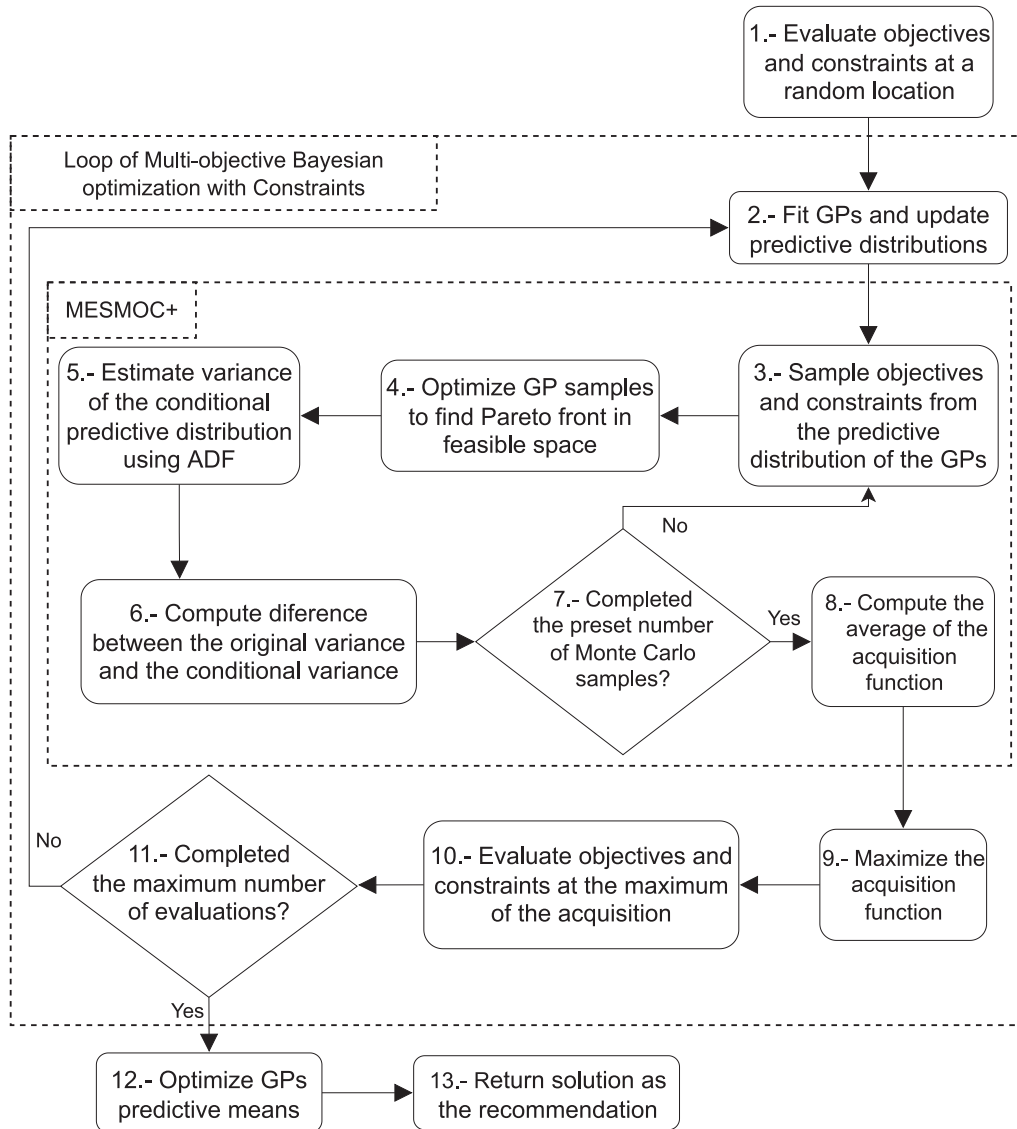 1.- Evaluate objectives
and constraints at a
random location
Loop of Multi-objective Bayesian
optimization with Constraints
2.- Fit GPs and update
predictive distributions
MESMOC+
3.- Sample objectives
and constraints from
the predictive
distribution of the GPs
4.- Optimize GP samples
to find Pareto front in
feasible space
5.- Estimate variance
of the conditional
predictive distribution
using ADF
6.- Compute diference
between the original variance
and the conditional variance
No
7.- Completed
the preset number
of Monte Carlo
samples?
Yes
8.- Compute the
average of the
acquisition
function
9.- Maximize the
acquisition
function
10.- Evaluate objectives and
constraints at the maximum
of the acquisition
No
11.- Completed
the maximum number
of evaluations?
Yes
12.- Optimize GPs
predictive means
13.- Return solution as
the recommendation